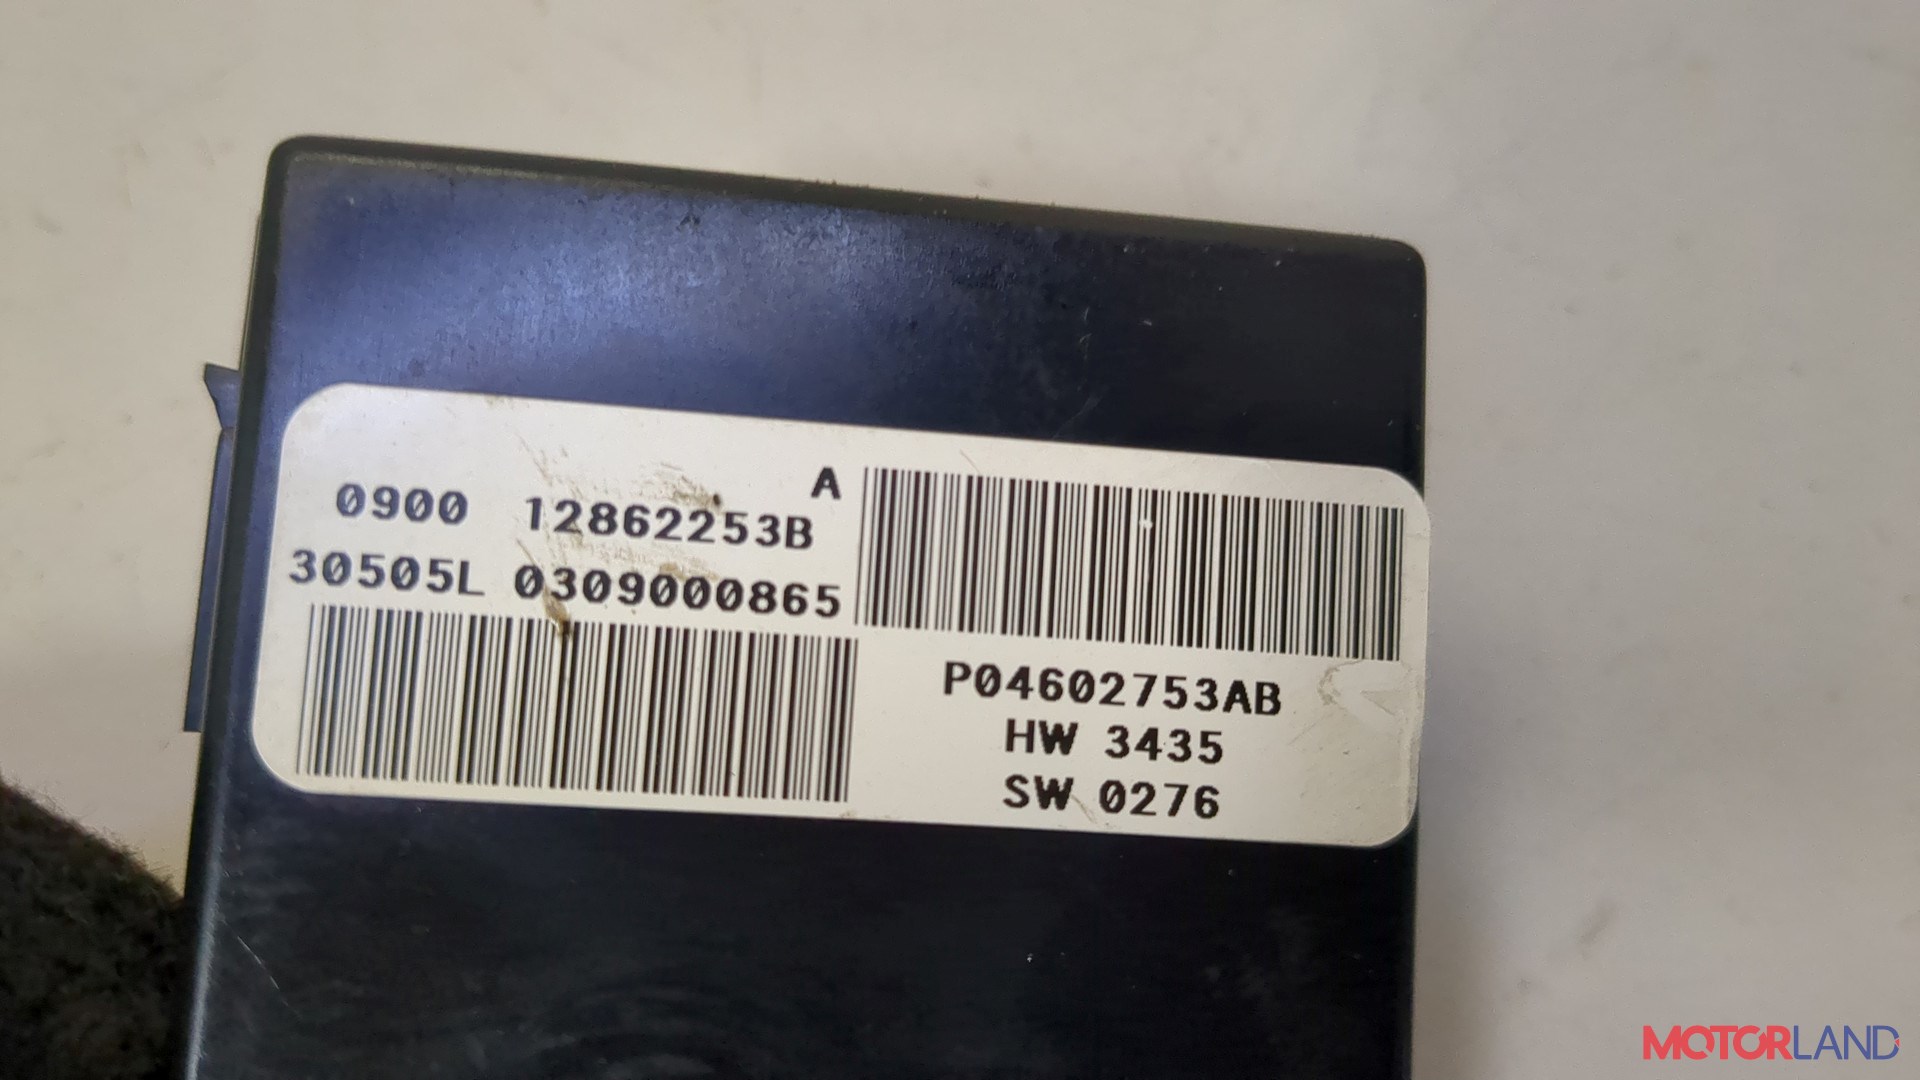 A
0900 12862253B
30505L 0309000865
P04602753AB
HW 3435
SW 0276
MOTORLAND